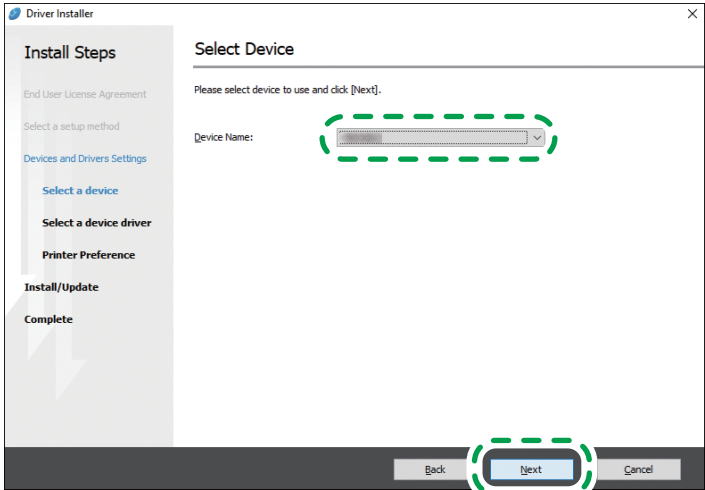 Driver Installer
Install Steps
End User License Agreement
Select a setup method
Devices and Drivers Settings
Select a device
Select a device driver
Printer Preference
Install/Update
Complete
Select Device
Please select device to use and click [Next].
Device Name:
Back
Next
Cancel